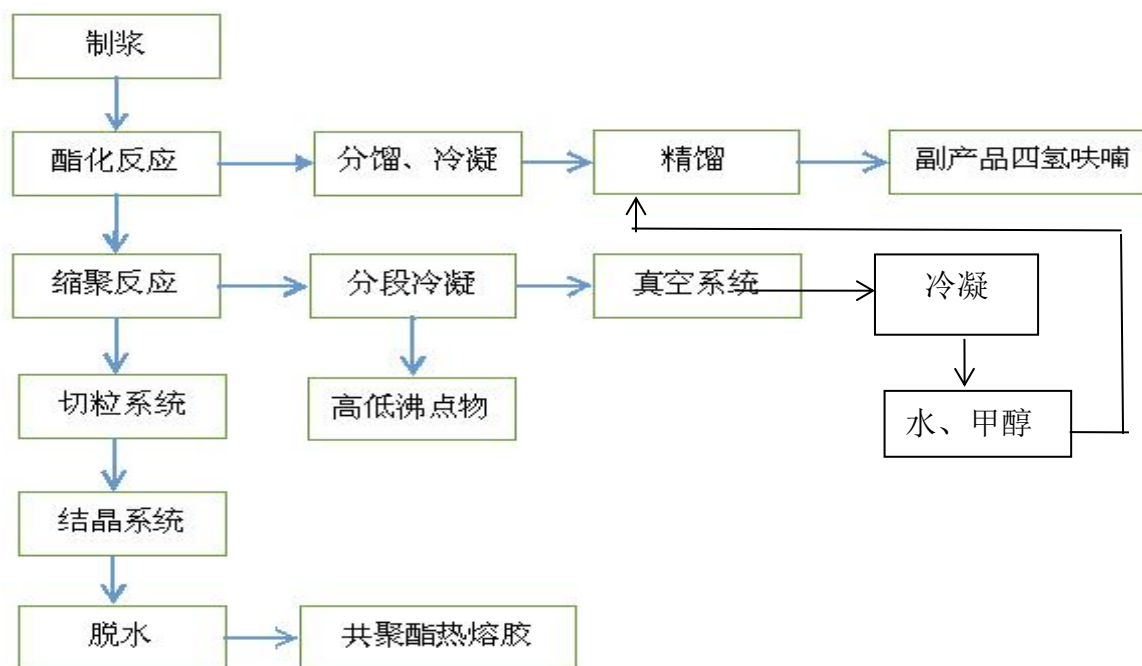 制浆
酯化反应
分馏、冷凝
精馏
副产品四氢呋喃
缩聚反应
分段冷凝
真空系统
冷凝
切粒系统
高低沸点物
水、甲醇
结晶系统
脱水
共聚酯热熔胶